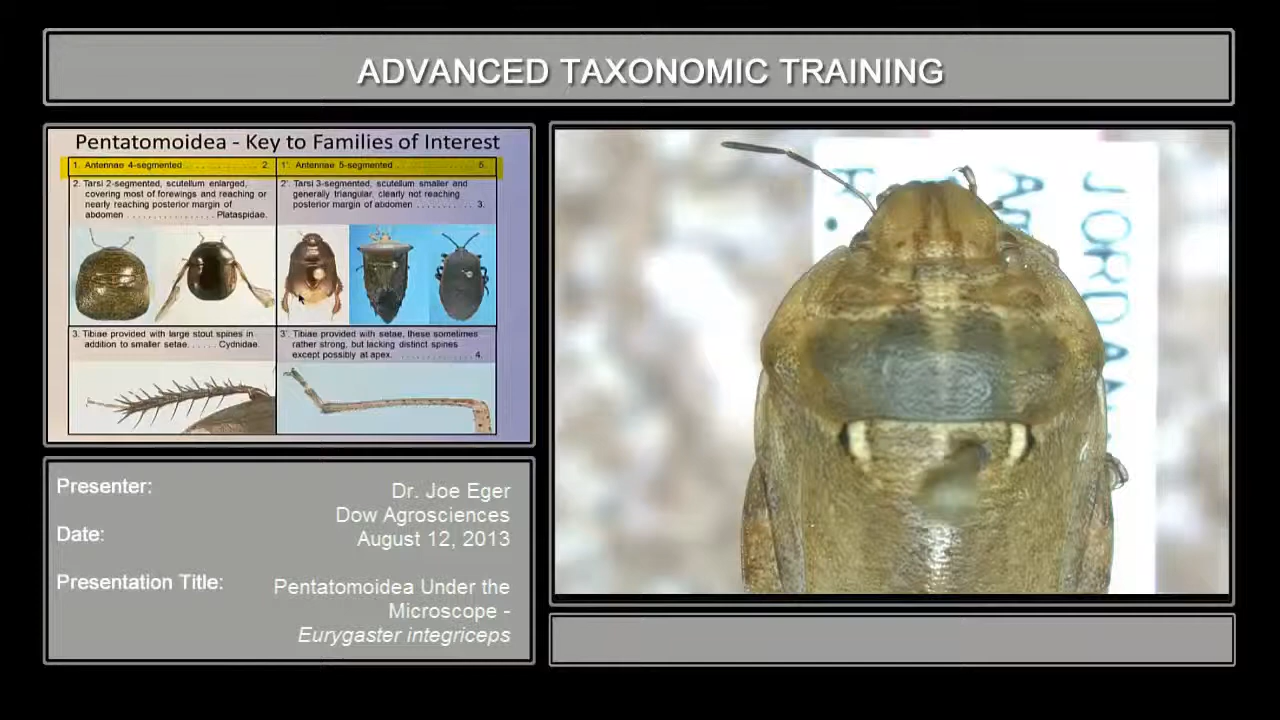 ADVANCED TAXONOMIC TRAINING
Pentatomoidea - Key to Families of Interest
1. Antennae 4-segmented . . . . . . . . . . . . . . 2.
1'. Antennae 5-segmented . . . . . . . . . . . . . . 5.
2. Tarsi 2-segmented, scutellum enlarged,
covering most of forewings and reaching or
nearly reaching posterior margin of
abdomen . . . . . . . . . . . . . . . . Plataspidae.
2'. Tarsi 3-segmented, scutellum smaller and
generally triangular, clearly not reaching
posterior margin of abdomen . . . . . . . . . . 3.
3. Tibiae provided with large stout spines in
addition to smaller setae. . . . . . Cydnidae.
3'. Tibiae provided with setae, these sometimes
rather strong, but lacking distinct spines
except possibly at apex. . . . . . . . . . . . . . 4.
Presenter:
Dr. Joe Eger
Dow Agrosciences
Date:
August 12, 2013
Presentation Title:
Pentatomoidea Under the
Microscope -
Eurygaster integriceps